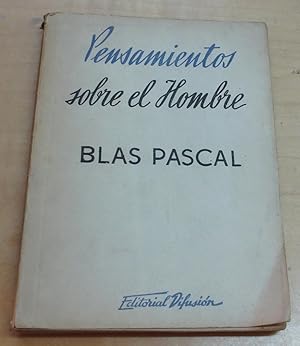 Pensamientos
sobre el Hombre
BLAS PASCAL
Editorial Difusión